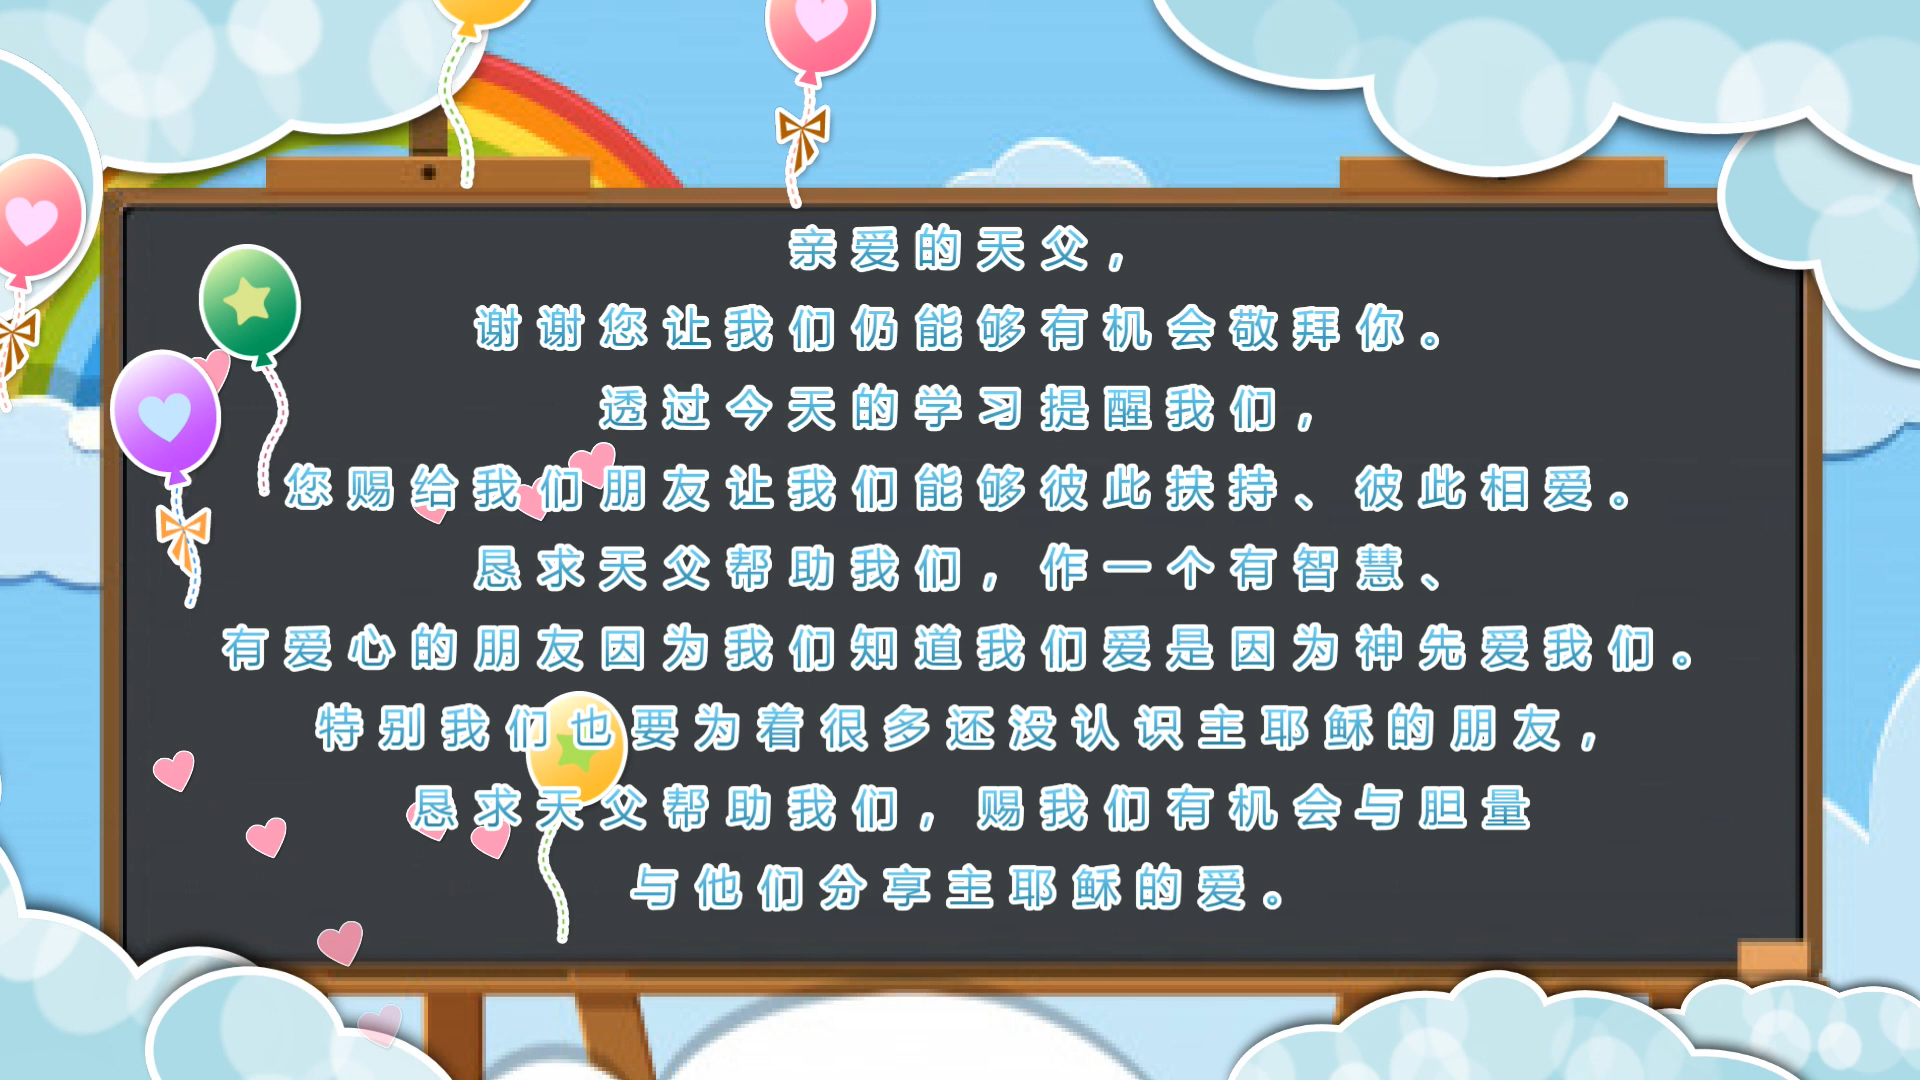 亲爱的天父，
谢谢您让我们仍能够有机会敬拜你。
透过今天的学习提醒我们，
您赐给我们朋友让我们能够彼此扶持、彼此相爱。
恳求天父帮助我们，作一个有智慧、
有爱心的朋友因为我们知道我们爱是因为神先爱我们。
特别我们也要为着很多还没认识主耶稣的朋友，
恳求天父帮助我们，赐我们有机会与胆量
与他们分享主耶稣的爱。